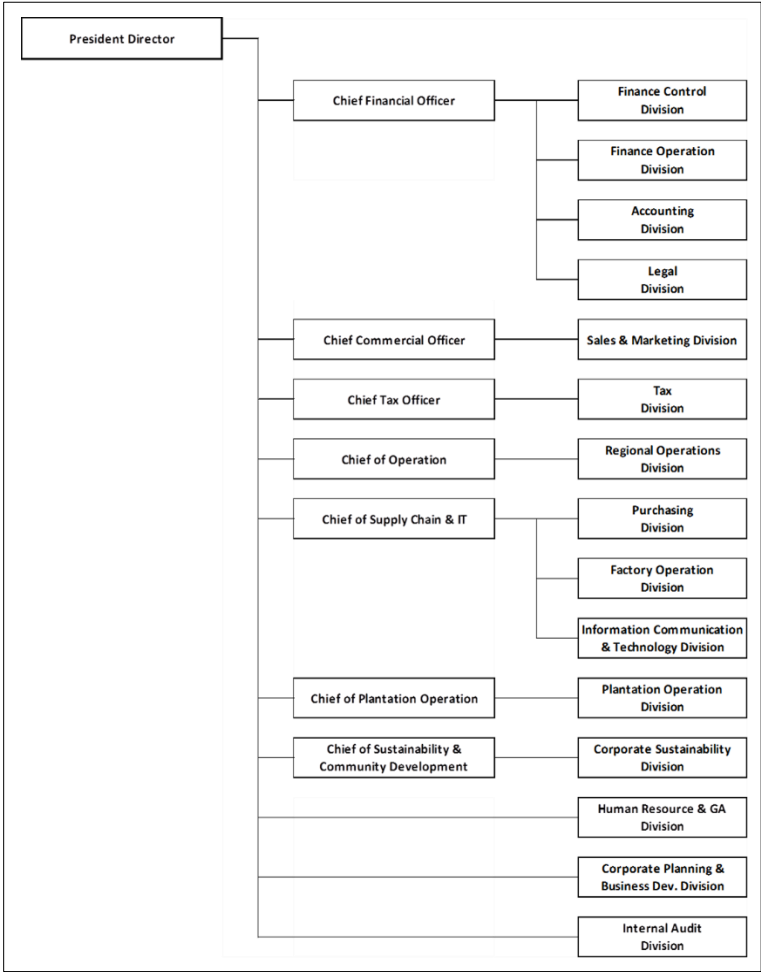 President Director
Chief Financial Officer
Finance Control
Division
Finance Operation
Division
Accounting
Division
Legal
Division
Chief Commercial Officer
Sales & Marketing Division
Chief Tax Officer
Tax
Division
Chief of Operation
Regional Operations
Division
Chief of Supply Chain & IT
Purchasing
Division
Factory Operation
Division
Information Communication
& Technology Division
Chief of Plantation Operation
Plantation Operation
Division
Chief of Sustainability &
Community Development
Corporate Sustainability
Division
Human Resource & GA
Division
Corporate Planning &
Business Dev. Division
Internal Audit
Division